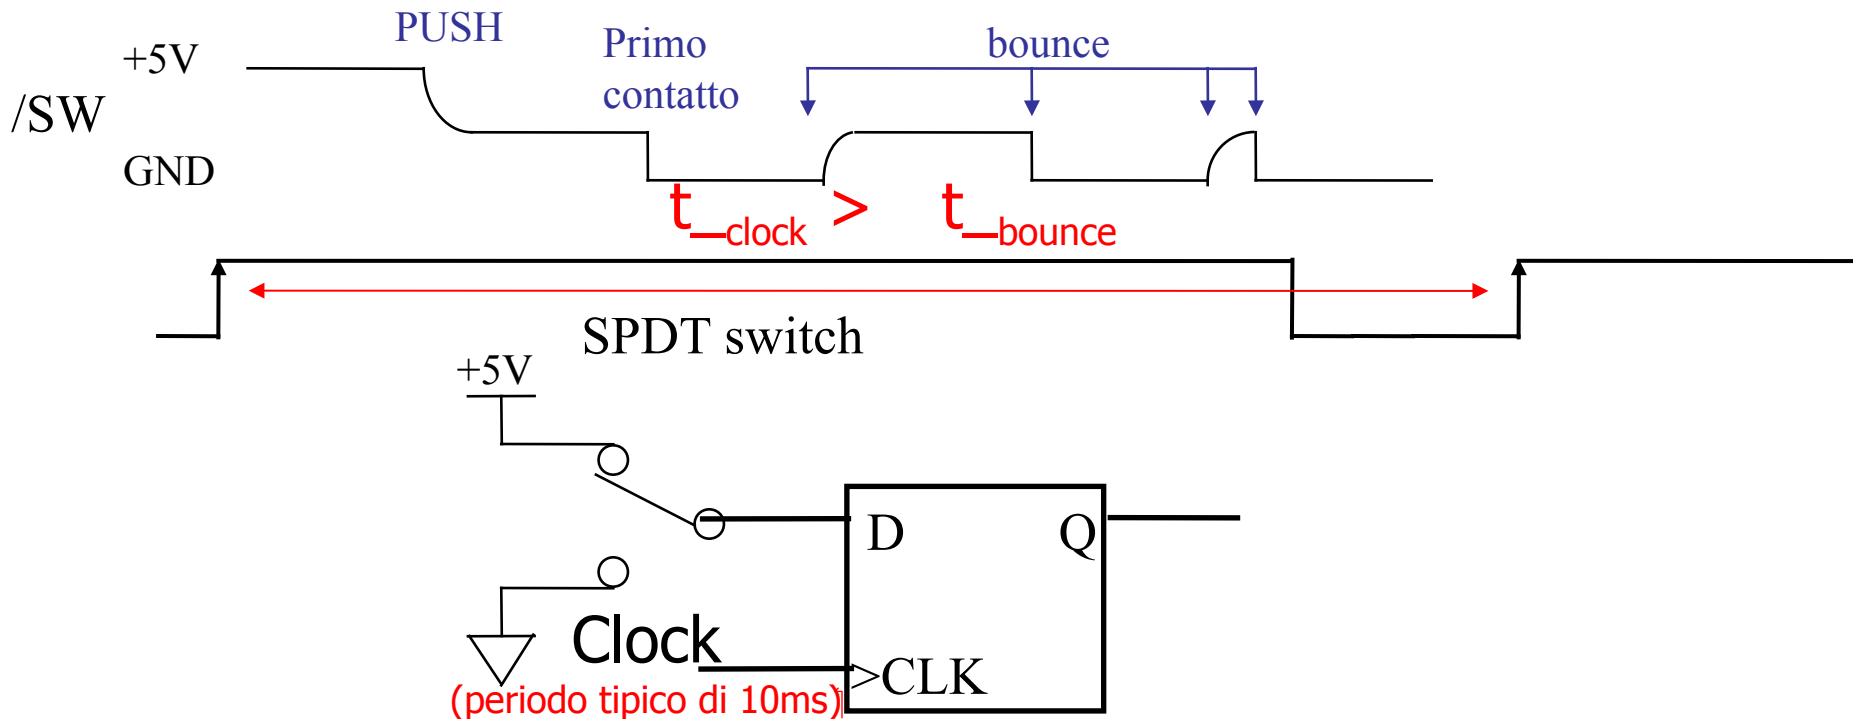 PUSH
Primo
contatto
bounce
+5V
/SW
GND
t_clock > t_bounce
SPDT switch
+5V
D
Q
Clock
CLK
(periodo tipico di 10ms)